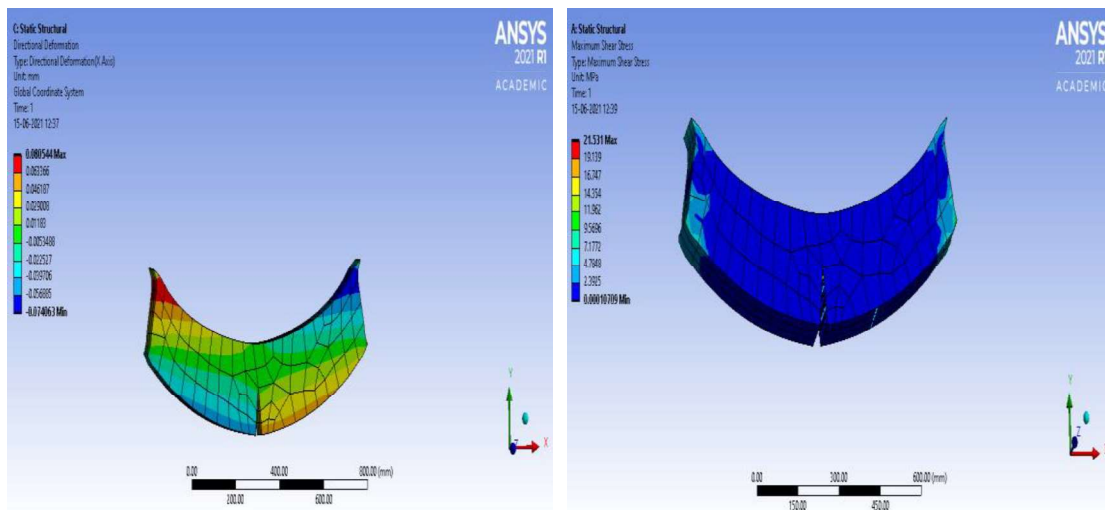 C: Static Structural
Directional Deformation
Type: Directional Deformation(X Axis)
Unit: mm
Global Coordinate System
Time: 1
15-06-2021 12:37
0.080544 Max
0.063366
0.046187
0.029008
0.01183
-0.0053488
-0.022527
-0.039706
-0.056885
-0.074063 Min
ANSYS
2021 R1
ACADEMIC
Y
Z
X
0.00
400.00
800.00 (mm)
200.00
600.00
A: Static Structural
Maximum Shear Stress
Type: Maximum Shear Stress
Unit: MPa
Time: 1
15-06-2021 12:39
21.531 Max
19.139
16.747
14.354
11.962
9.5696
7.1772
4.7848
2.3925
0.00010709 Min
ANSYS
2021 R1
ACADEMIC
Y
Z
0.00
300.00
600.00 (mm)
150.00
450.00